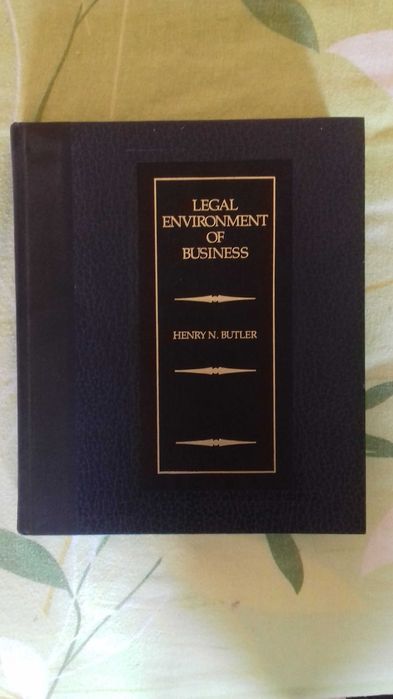 LEGAL
ENVIRONMENT
OF
BUSINESS
HENRY N. BUTLER